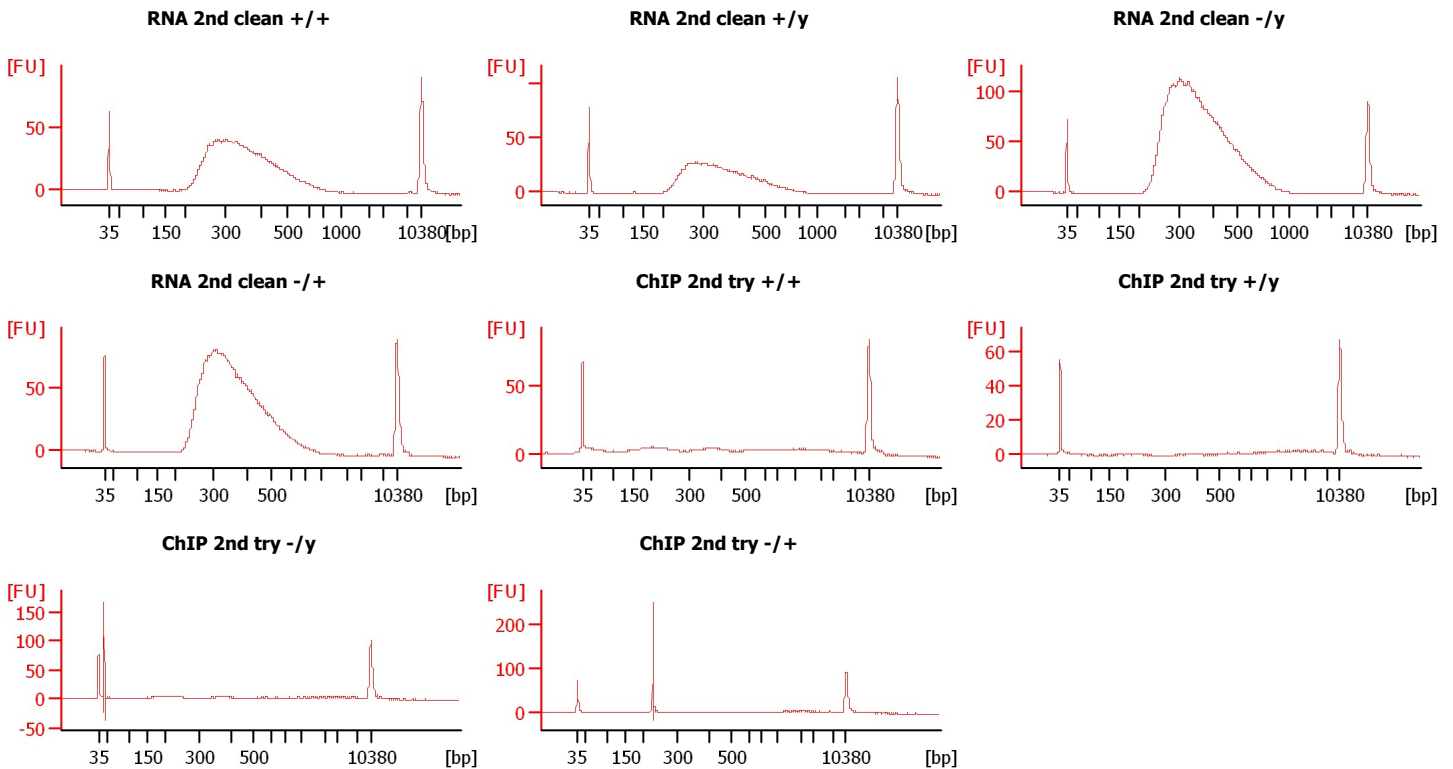 RNA 2nd clean +/+
RNA 2nd clean +/y
RNA 2nd clean -/y
[FU]
50
0
35 150 300 500 1000 10380 [bp]
[FU]
50
0
35 150 300 500 1000 10380 [bp]
[FU]
100
50
0
35 150 300 500 1000 10380 [bp]
RNA 2nd clean -/+
ChIP 2nd try +/+
ChIP 2nd try +/y
[FU]
50
0
35 150 300 500 10380 [bp]
[FU]
50
0
35 150 300 500 10380 [bp]
[FU]
60
40
20
0
35 150 300 500 10380 [bp]
ChIP 2nd try -/y
ChIP 2nd try -/+
[FU]
150
100
50
0
-50
35 150 300 500 10380 [bp]
[FU]
200
100
0
35 150 300 500 10380 [bp]